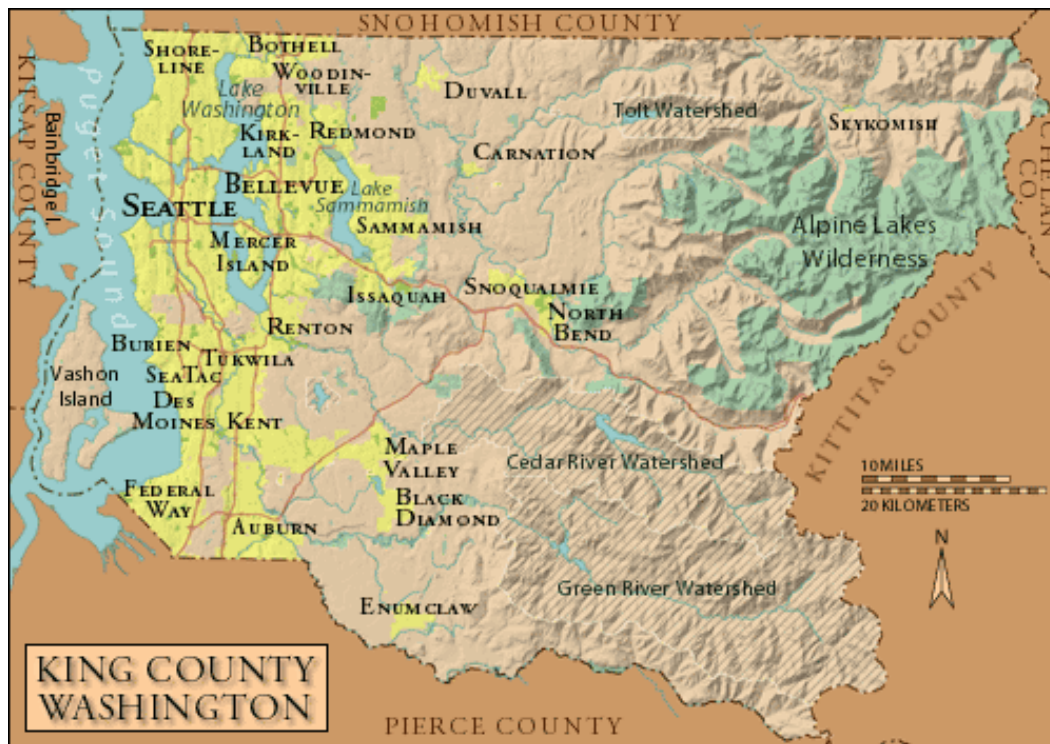 SNOHOMISH COUNTY
SHORE-
LINE
BOTHELL
WOODIN-
VILLE
DUVALL
Lake
Washington
Tolt Watershed
SKYKOMISH
KIRK-
LAND
REDMOND
CARNATION
KITSAP COUNTY
Bainbridge I.
Puget Sound
CHELAN
CO.
BELLEVUE
Lake
Sammamish
SEATTLE
SAMMAMISH
Alpine Lakes
Wilderness
MERCER
ISLAND
ISSAQUAH
SNOQUALMIE
NORTH
BEND
RENTON
BURIEN
TUKWILA
KITTITAS COUNTY
Vashon
Island
SEATAC
DES
MOINES
KENT
MAPLE
VALLEY
Cedar River Watershed
10 MILES
20 KILOMETERS
FEDERAL
WAY
BLACK
DIAMOND
AUBURN
N
Green River Watershed
ENUMCLAW
KING COUNTY
WASHINGTON
PIERCE COUNTY